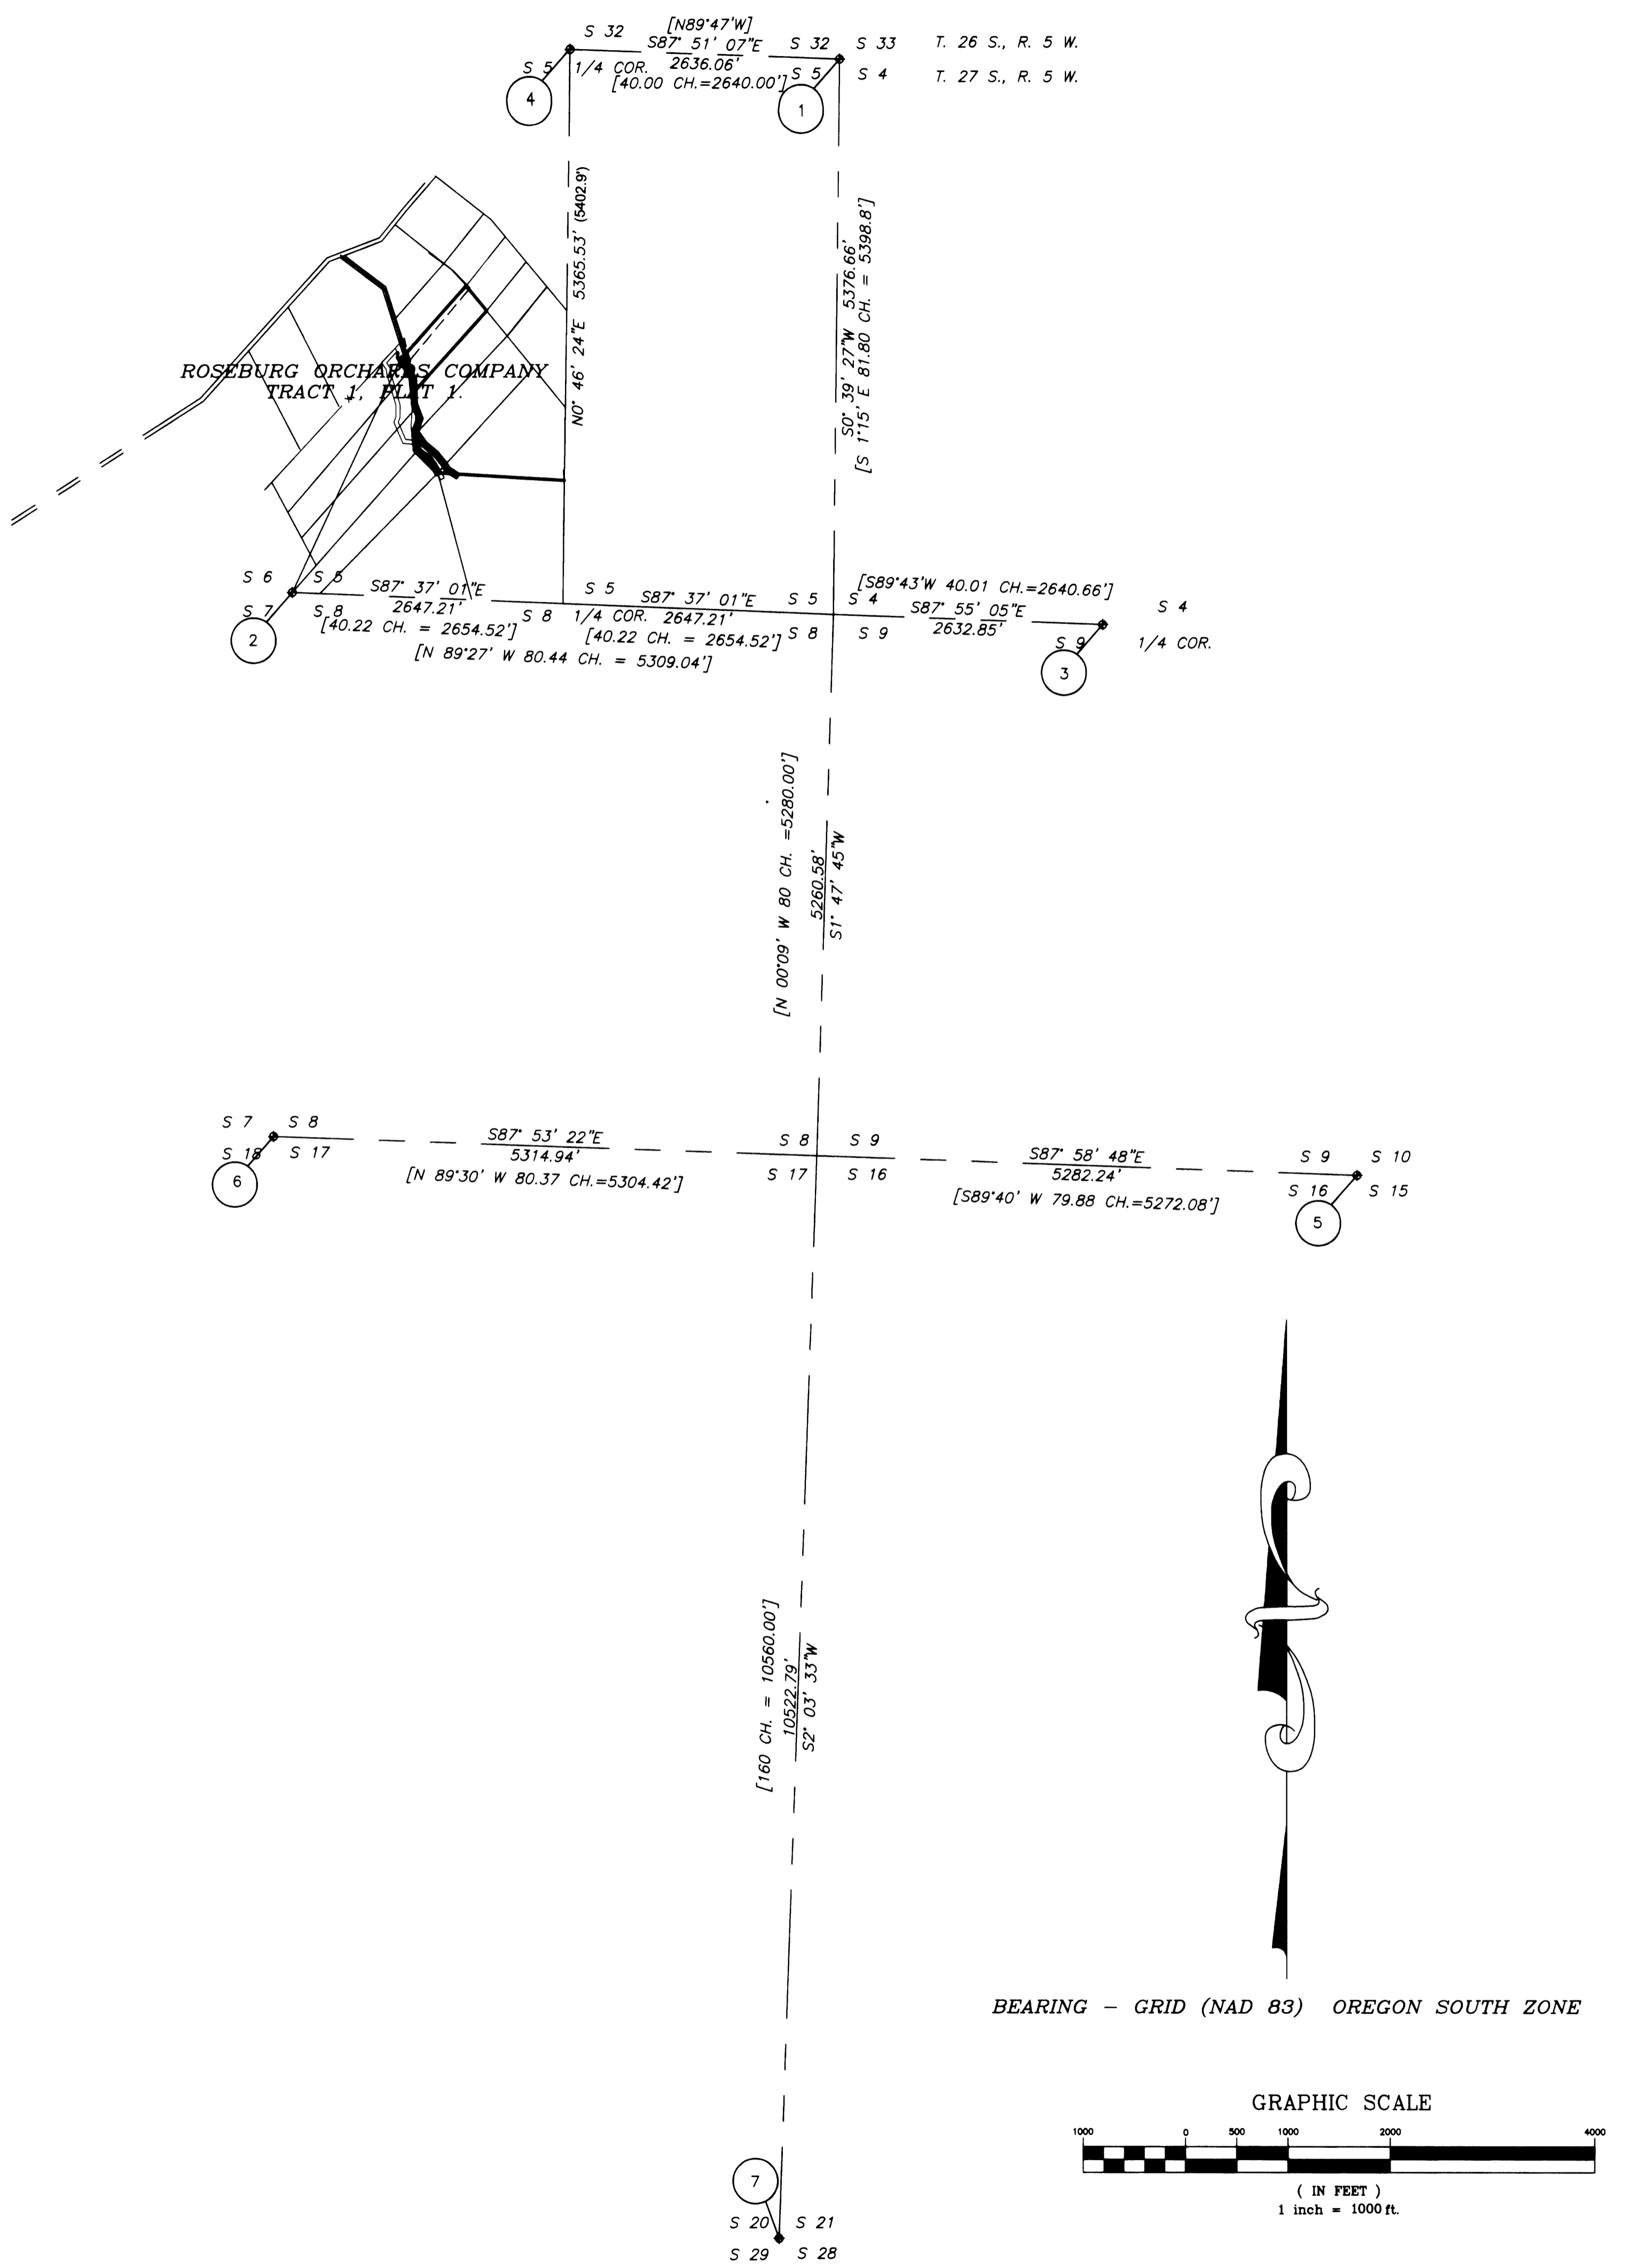 [N89°47'W]
S 32
S87° 51' 07"E
S 32
S 33
T. 26 S., R. 5 W.
S 5
1/4 COR.
2636.06'
S 5
S 4
T. 27 S., R. 5 W.
[40.00 CH.=2640.00']
4
1
N0° 46' 24"E 5365.53' (5402.9')
S0° 39' 27"W 5376.66'
[S 1°15' E 81.80 CH. = 5398.8']
ROSEBURG ORCHARDS COMPANY
TRACT 1, PLAT 1.
S 6
S 5
S87° 37' 01"E
S 5
S87° 37' 01"E
S 5
S 4
[S89°43'W 40.01 CH.=2640.66']
S87° 55' 05"E
S 4
S 7
S 8
2647.21'
S 8
1/4 COR.
2647.21'
S 8
S 9
2632.85'
S 9
1/4 COR.
[40.22 CH. = 2654.52']
[40.22 CH. = 2654.52']
[N 89°27' W 80.44 CH. = 5309.04']
2
3
[N 00°09' W 80 CH. =5280.00']
5260.58'
S1° 47' 45"W
S 7
S 8
S87° 53' 22"E
S 8
S 9
S87° 58' 48"E
S 9
S 10
S 18
S 17
5314.94'
S 17
S 16
5282.24'
S 16
S 15
[N 89°30' W 80.37 CH.=5304.42']
[S89°40' W 79.88 CH.=5272.08']
6
5
[160 CH. = 10560.00']
10522.79'
S2° 03' 33"W
BEARING - GRID (NAD 83) OREGON SOUTH ZONE
GRAPHIC SCALE
1000 0 500 1000 2000 4000
( IN FEET )
1 inch = 1000 ft.
7
S 20
S 21
S 29
S 28